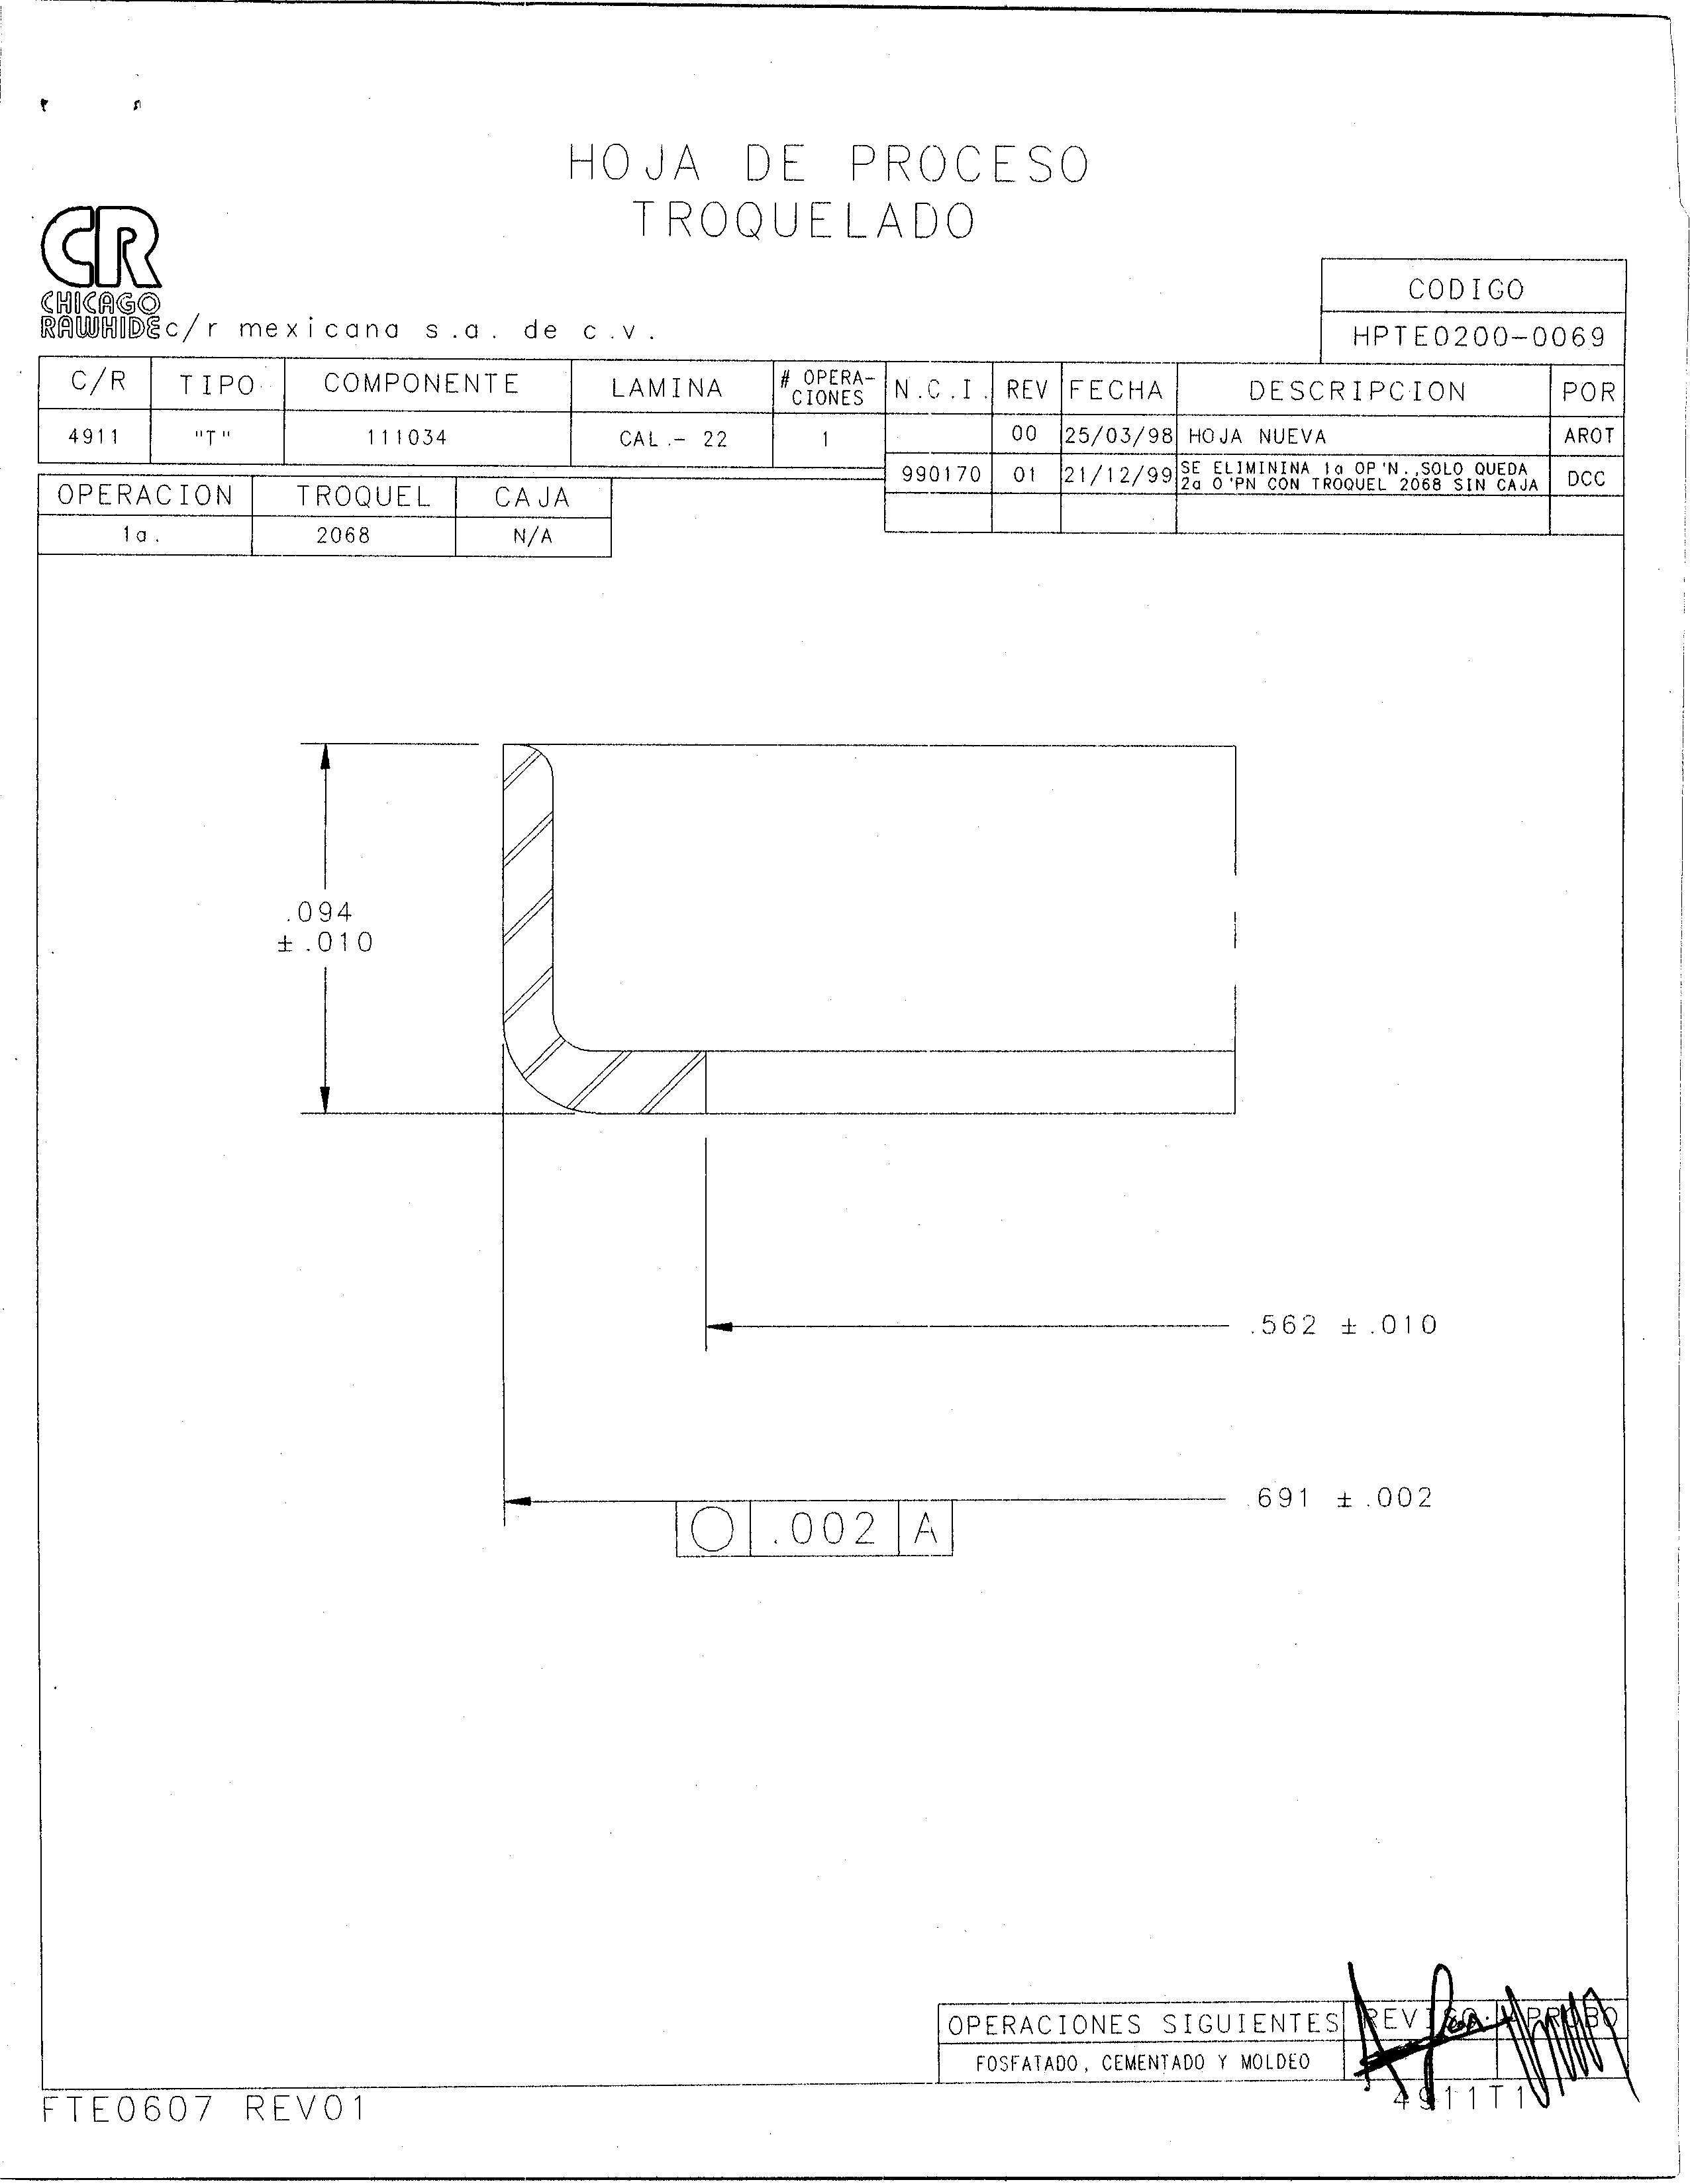 HOJA DE PROCESO
TROQUELADO
CR
CHICAGO
RAWHIDE c/r mexicana s.a. de c.v.
CODIGO
HPTE0200-0069
C/R TIPO COMPONENTE LAMINA # OPERA-CIONES
4911 "T" 111034 CAL.- 22 1
N.C.I. REV FECHA DESCRIPCION POR
00 25/03/98 HOJA NUEVA AROT
990170 01 21/12/99 SE ELIMININA 1a OP'N.,SOLO QUEDA
2a O'PN CON TROQUEL 2068 SIN CAJA DCC
OPERACION TROQUEL CAJA
1a. 2068 N/A
.094
±.010
.562 ±.010
.691 ±.002
.002 A
OPERACIONES SIGUIENTES REVISO. APROBO
FOSFATADO, CEMENTADO Y MOLDEO
FTE0607 REV01
4911T1